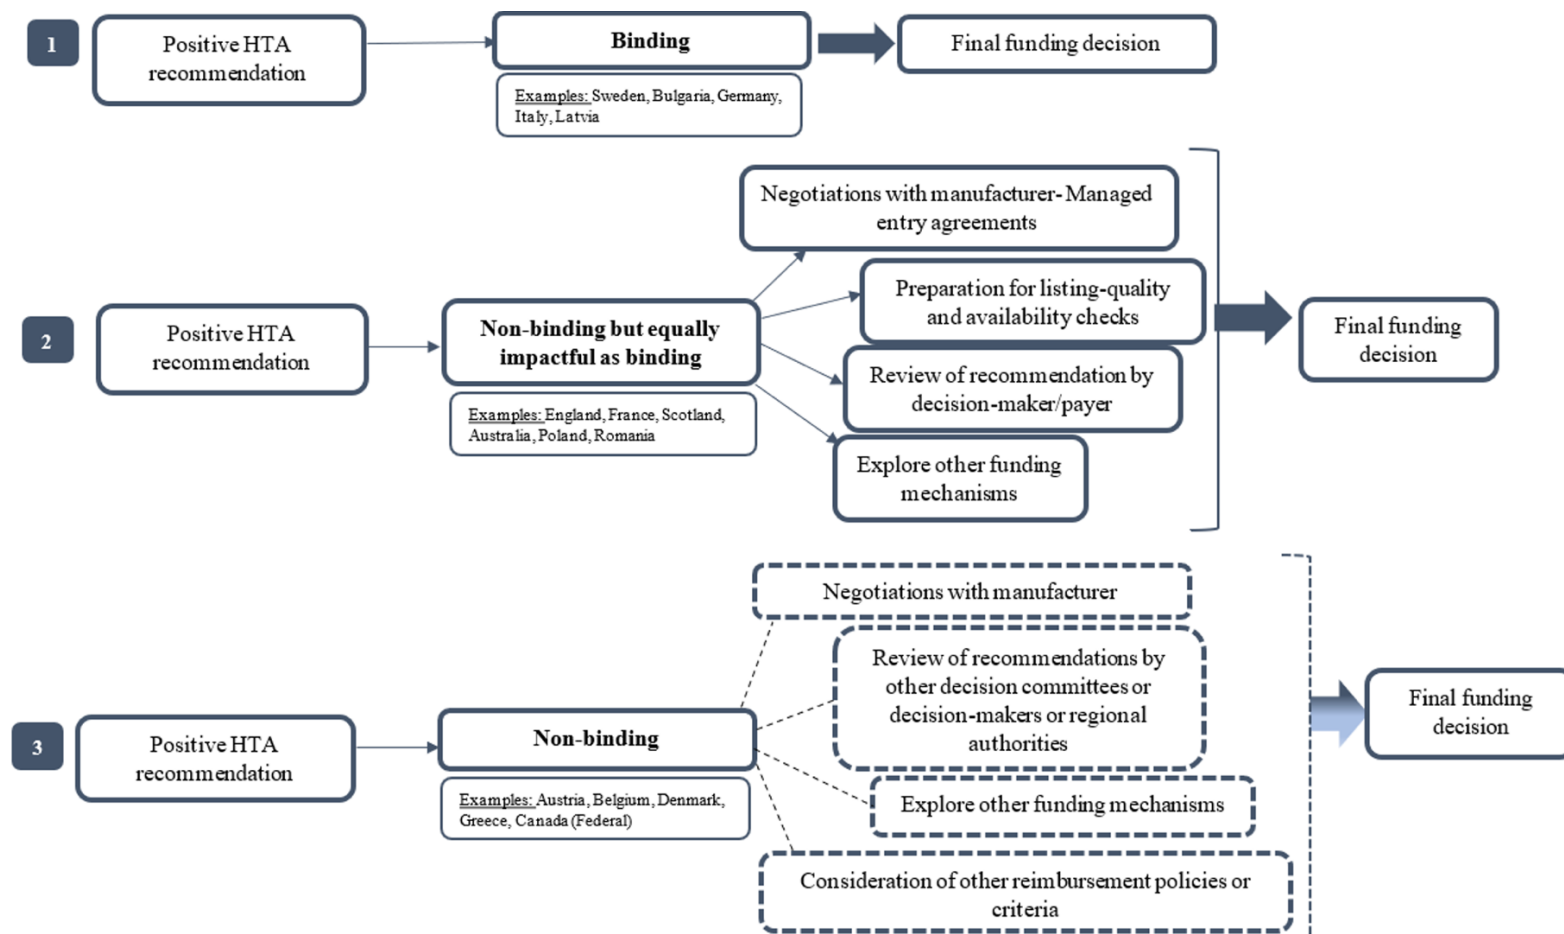 1
Positive HTA
recommendation
Binding
Examples: Sweden, Bulgaria, Germany,
Italy, Latvia
Final funding decision
2
Positive HTA
recommendation
Non-binding but equally
impactful as binding
Examples: England, France, Scotland,
Australia, Poland, Romania
Negotiations with manufacturer- Managed
entry agreements
Preparation for listing-quality
and availability checks
Review of recommendation by
decision-maker/payer
Explore other funding
mechanisms
Final funding
decision
3
Positive HTA
recommendation
Non-binding
Examples: Austria, Belgium, Denmark,
Greece, Canada (Federal)
Negotiations with manufacturer
Review of recommendations by
other decision committees or
decision-makers or regional
authorities
Explore other funding mechanisms
Consideration of other reimbursement policies or
criteria
Final funding
decision